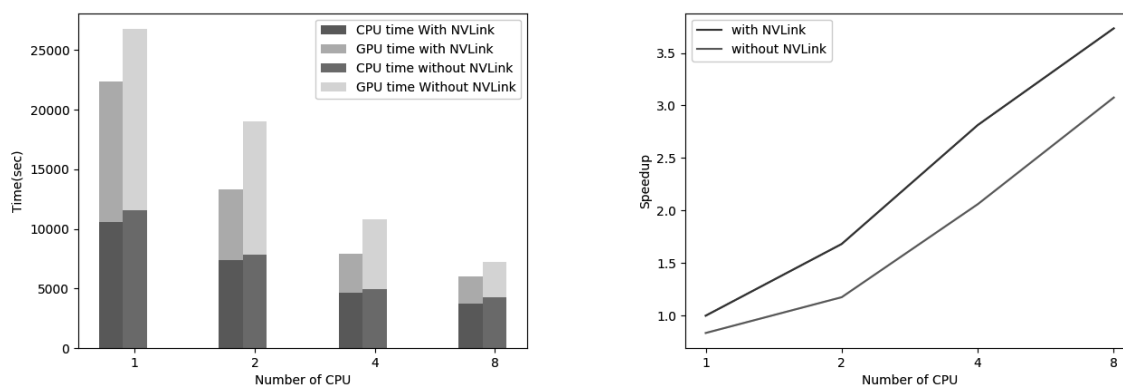 CPU time With NVLink
GPU time with NVLink
CPU time without NVLink
GPU time Without NVLink
25000
20000
15000
10000
5000
0
Time(sec)
1
2
4
8
Number of CPU
with NVLink
without NVLink
3.5
3.0
2.5
2.0
1.5
1.0
Speedup
1
2
4
8
Number of CPU